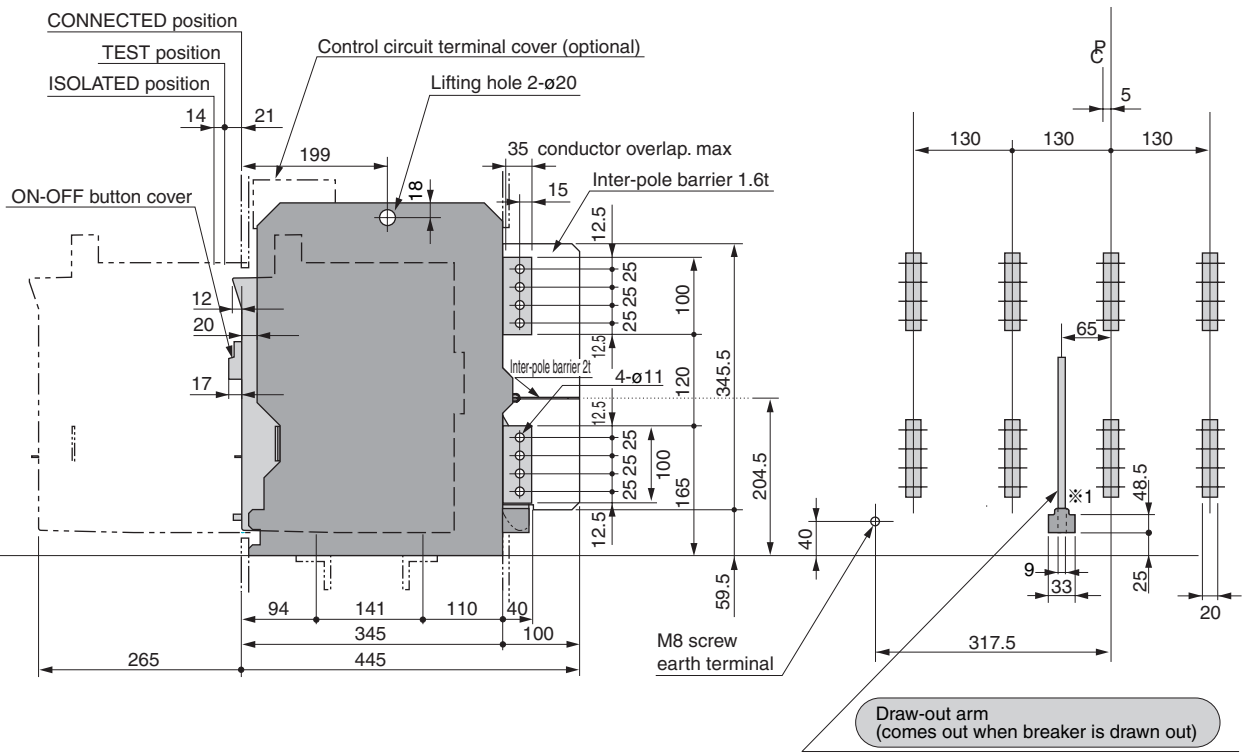 CONNECTED position
TEST position
ISOLATED position
Control circuit terminal cover (optional)
Lifting hole 2-ø20
14
21
199
18
35 conductor overlap. max
15
Inter-pole barrier 1.6t
ON-OFF button cover
12.5
25 25
25 25
12.5
100
345.5
12
20
17
Inter-pole barrier 2t
4-ø11
120
12.5
25 25
25 25
100
165
12.5
204.5
59.5
94
141
110
40
345
100
265
445
P
C
5
130
130
130
65
※1
48.5
40
9
33
25
20
M8 screw
earth terminal
317.5
Draw-out arm
(comes out when breaker is drawn out)